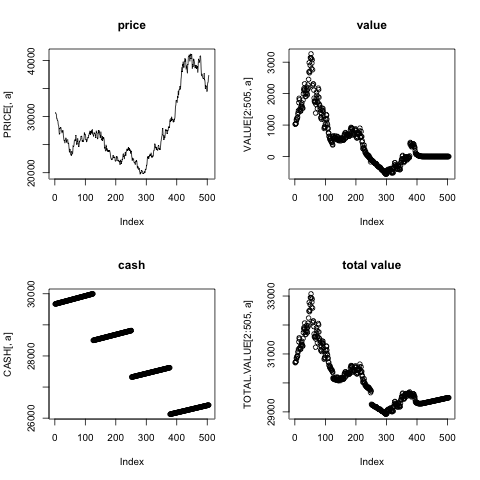 price
PRICE[, a]
20000 30000 40000
0 100 200 300 400 500
Index
value
VALUE[2:505, a]
0 1000 2000 3000
0 100 200 300 400 500
Index
cash
CASH[, a]
26000 28000 30000
0 100 200 300 400 500
Index
total value
TOTAL.VALUE[2:505, a]
29000 31000 33000
0 100 200 300 400 500
Index